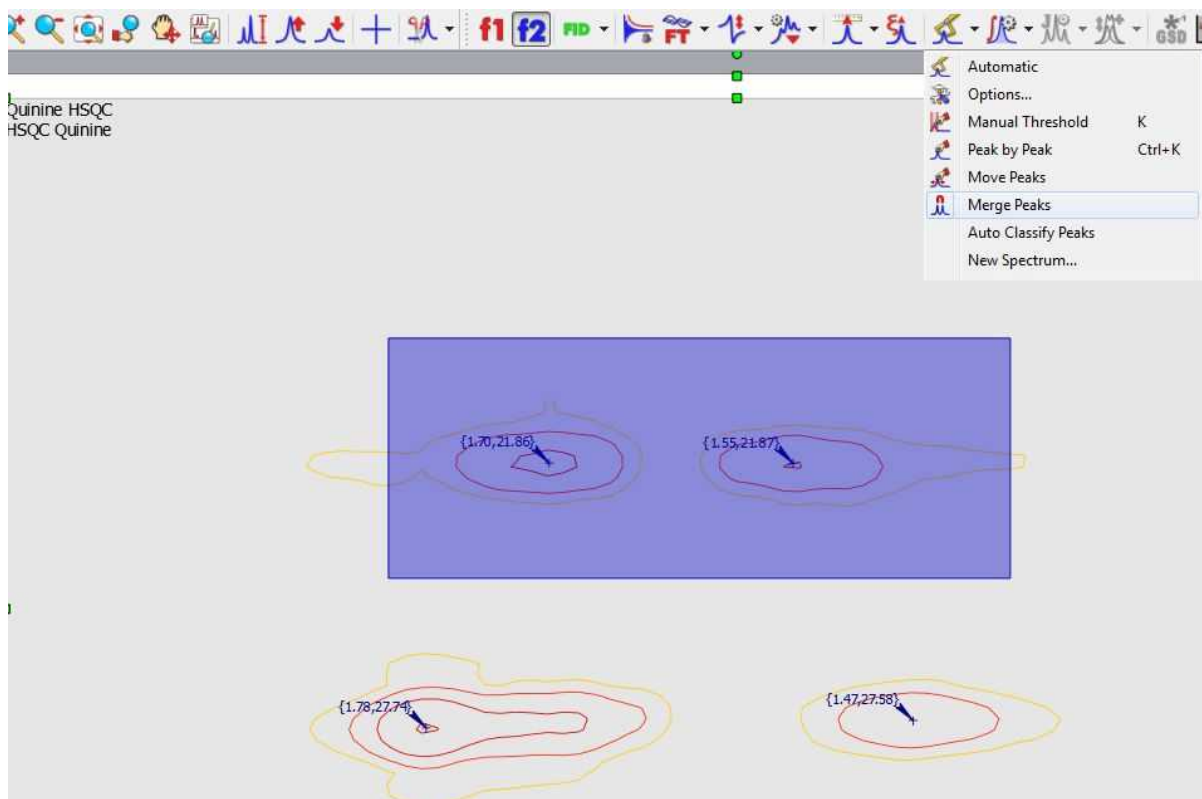 f1 f2 FID FT GSD
Automatic
Options...
Manual Threshold K
Peak by Peak Ctrl+K
Move Peaks
Merge Peaks
Auto Classify Peaks
New Spectrum...
Quinine HSQC
HSQC Quinine
{1.70,21.86}
{1.55,21.87}
{1.78,27.74}
{1.47,27.58}